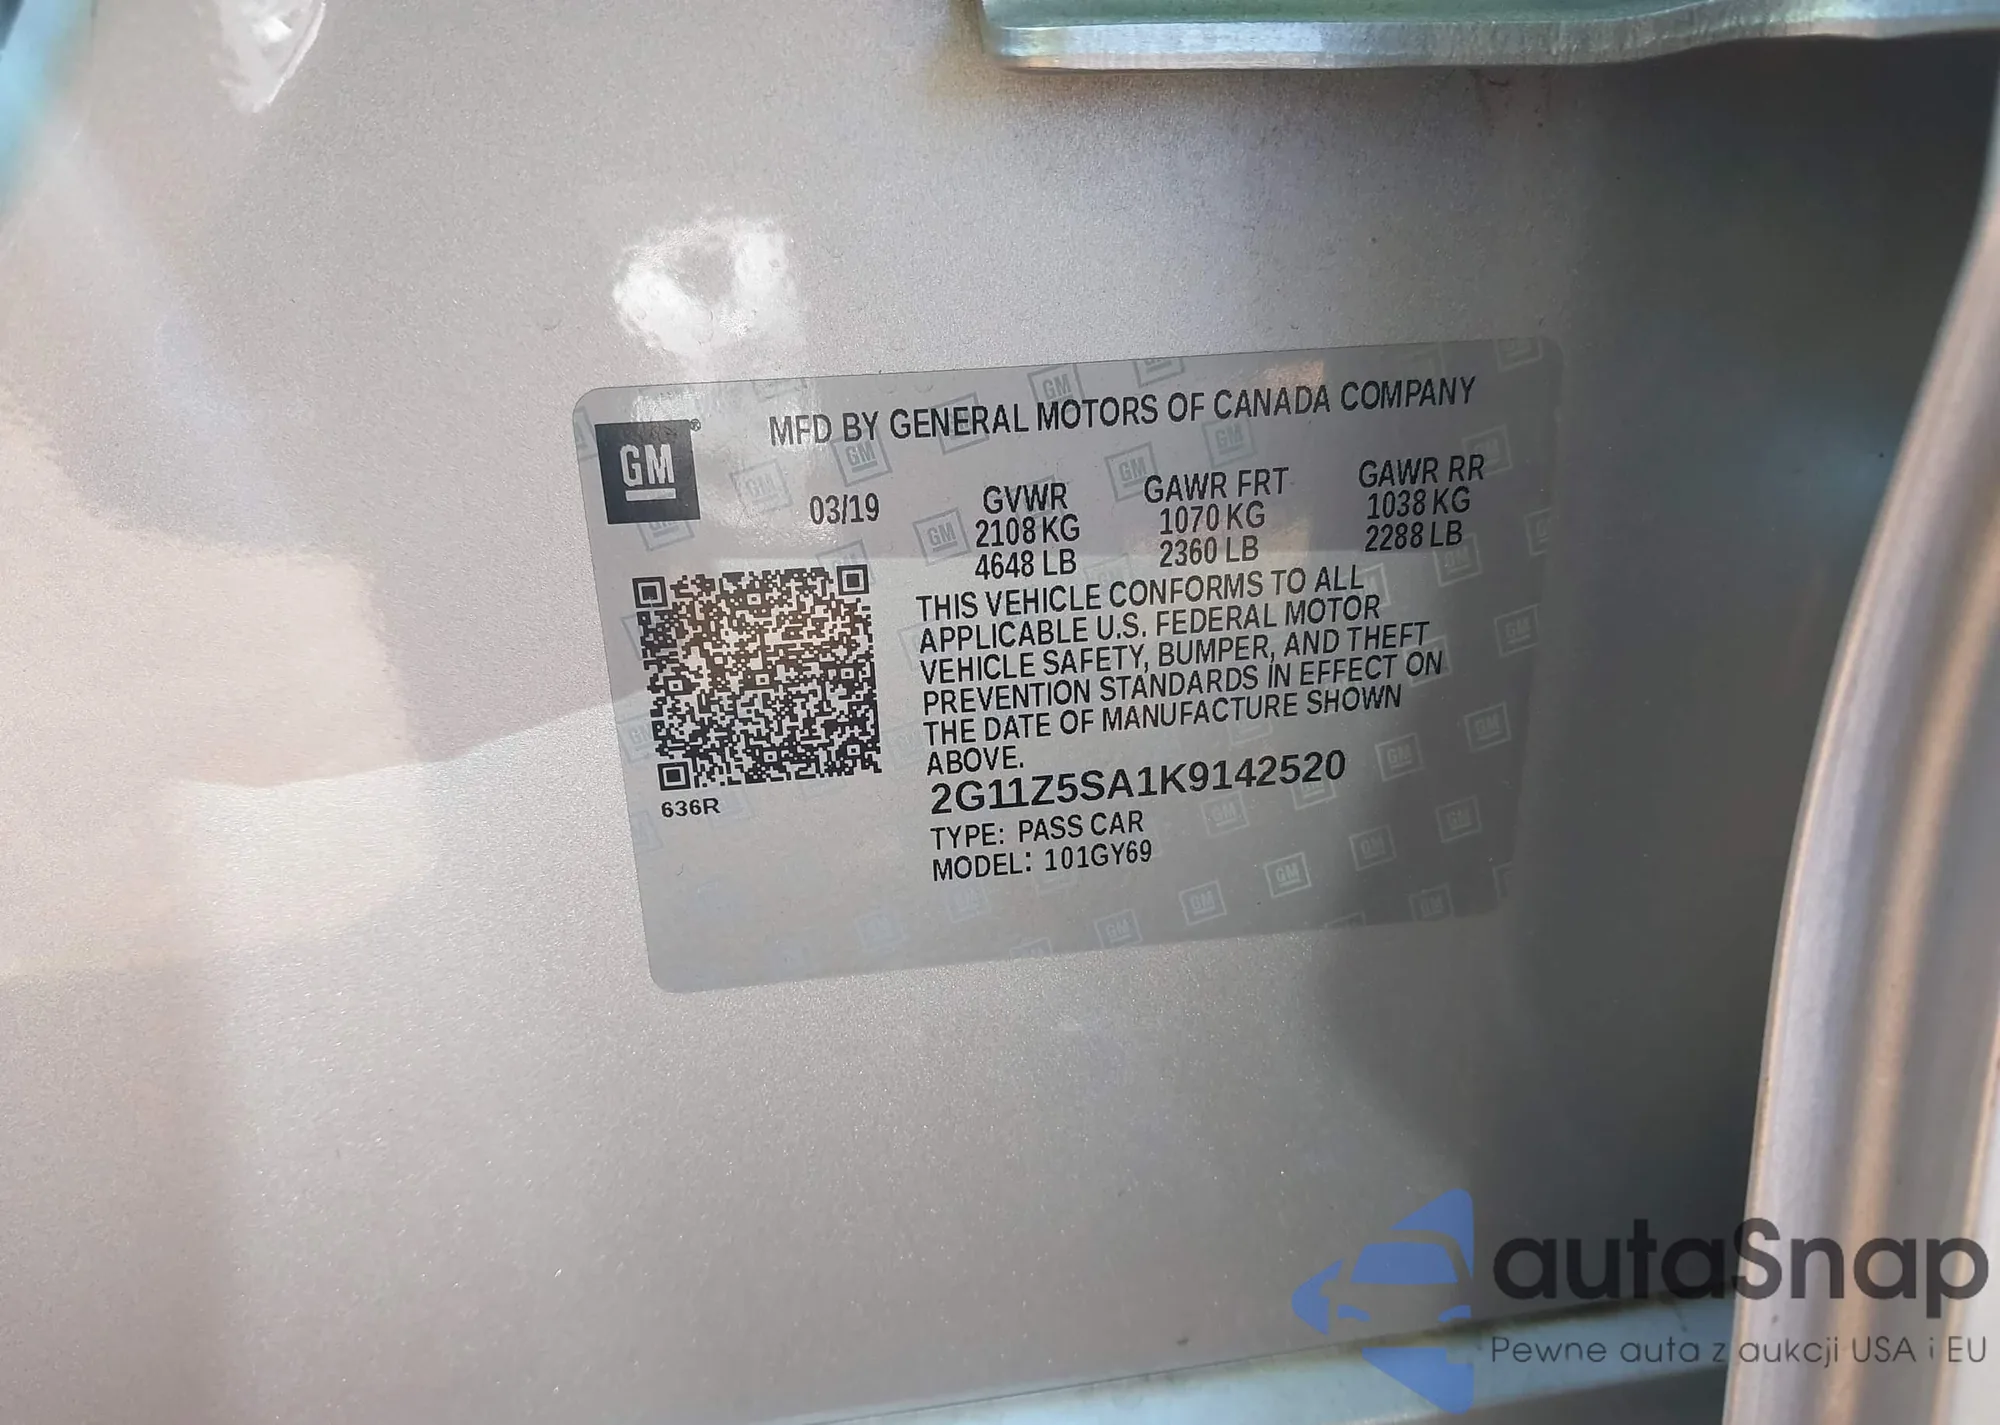 MFD BY GENERAL MOTORS OF CANADA COMPANY
GM ®
03/19
GVWR GAWR FRT GAWR RR
2108 KG 1070 KG 1038 KG
4648 LB 2360 LB 2288 LB
THIS VEHICLE CONFORMS TO ALL
APPLICABLE U.S. FEDERAL MOTOR
VEHICLE SAFETY, BUMPER, AND THEFT
PREVENTION STANDARDS IN EFFECT ON
THE DATE OF MANUFACTURE SHOWN
ABOVE.
2G11Z5SA1K9142520
636R
TYPE: PASS CAR
MODEL: 101GY69
autaSnap
Pewne auta z aukcji USA i EU